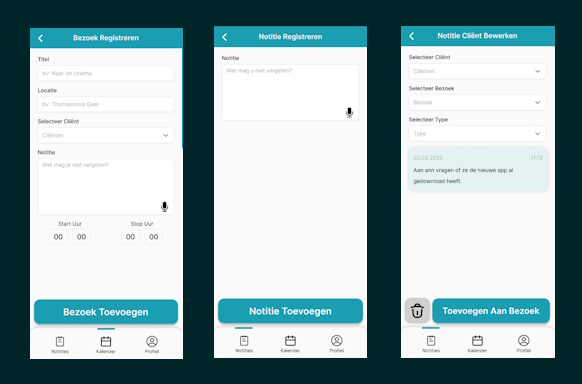 Bezoek Registreren
Titel
bv: Naar de cinema
Locatie
bv: Thomasmore Geel
Selecteer Cliënt
Cliënten
Notitie
Wat mag je niet vergeten?
Start Uur
Stop Uur
00 00
00 00
Bezoek Toevoegen
Notities
Kalender
Profiel
Notitie Registreren
Notitie
Wat mag u niet vergeten?
Notitie Toevoegen
Notities
Kalender
Profiel
Notitie Cliënt Bewerken
Selecteer Cliënt
Cliënten
Selecteer Bezoek
Bezoek
Selecteer Type
Type
02.02.2025
11:12
Aan ann vragen of ze de nieuwe app al
gedownload heeft.
Toevoegen Aan Bezoek
Notities
Kalender
Profiel